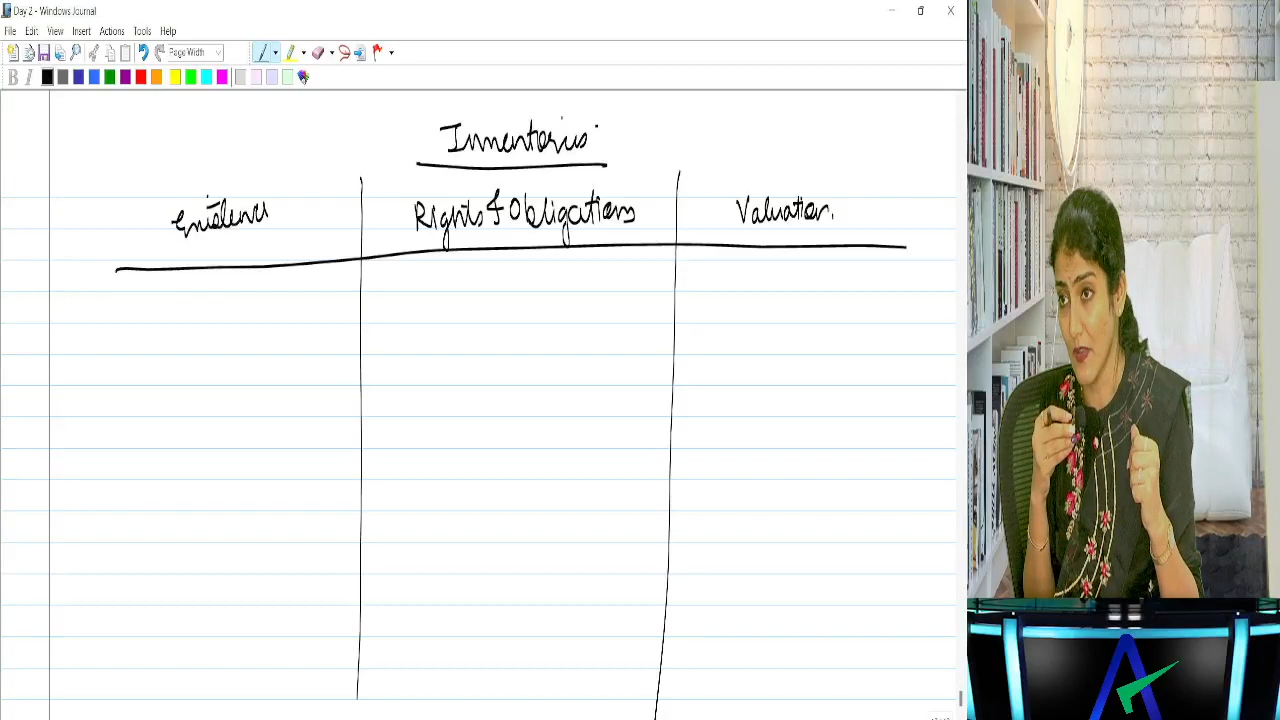 Day 2 - Windows Journal
File Edit View Insert Actions Tools Help
Page Width
B I
Inventories
Existence Rights & Obligations Valuation.